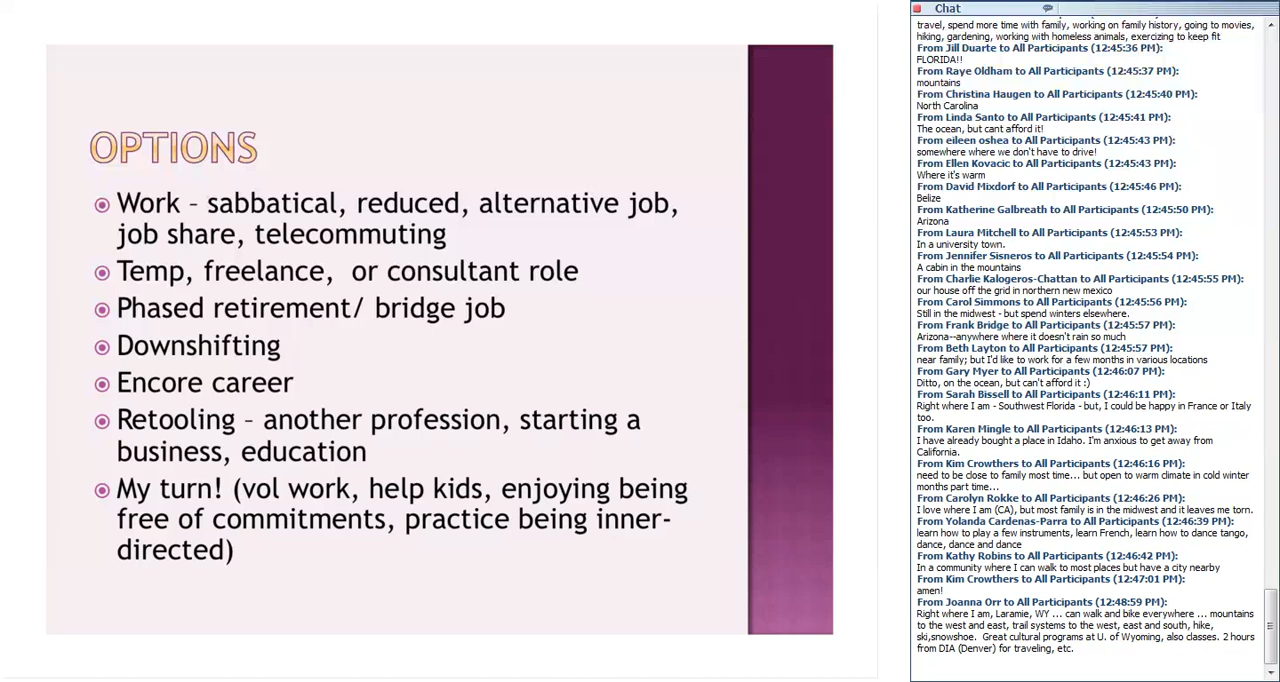 OPTIONS
Work – sabbatical, reduced, alternative job,
job share, telecommuting
Temp, freelance,  or consultant role
Phased retirement/ bridge job
Downshifting
Encore career
Retooling – another profession, starting a
business, education
My turn! (vol work, help kids, enjoying being
free of commitments, practice being inner-
directed)
Chat
travel, spend more time with family, working on family history, going to movies,
hiking, gardening, working with homeless animals, exercizing to keep fit
From Jill Duarte to All Participants (12:45:36 PM):
FLORIDA!!
From Raye Oldham to All Participants (12:45:37 PM):
mountains
From Christina Haugen to All Participants (12:45:40 PM):
North Carolina
From Linda Santo to All Participants (12:45:41 PM):
The ocean, but cant afford it!
From eileen oshea to All Participants (12:45:43 PM):
somewhere where we don't have to drive!
From Ellen Kovacic to All Participants (12:45:43 PM):
Where it's warm
From David Mixdorf to All Participants (12:45:46 PM):
Belize
From Katherine Galbreath to All Participants (12:45:50 PM):
Arizona
From Laura Mitchell to All Participants (12:45:53 PM):
In a university town.
From Jennifer Sisneros to All Participants (12:45:54 PM):
A cabin in the mountains
From Charlie Kalogeros-Chattan to All Participants (12:45:55 PM):
our house off the grid in northern new mexico
From Carol Simmons to All Participants (12:45:56 PM):
Still in the midwest - but spend winters elsewhere.
From Frank Bridge to All Participants (12:45:57 PM):
Arizona--anywhere where it doesn't rain so much
From Beth Layton to All Participants (12:45:57 PM):
near family; but I'd like to work for a few months in various locations
From Gary Myer to All Participants (12:46:07 PM):
Ditto, on the ocean, but can't afford it :)
From Sarah Bissell to All Participants (12:46:11 PM):
Right where I am - Southwest Florida - but, I could be happy in France or Italy
too.
From Karen Mingle to All Participants (12:46:13 PM):
I have already bought a place in Idaho. I'm anxious to get away from
California.
From Kim Crowthers to All Participants (12:46:16 PM):
need to be close to family most time... but open to warm climate in cold winter
months part time...
From Carolyn Rokke to All Participants (12:46:26 PM):
I love where I am (CA), but most family is in the midwest and it leaves me torn.
From Yolanda Cardenas-Parra to All Participants (12:46:39 PM):
learn how to play a few instruments, learn French, learn how to dance tango,
dance, dance and dance
From Kathy Robins to All Participants (12:46:42 PM):
In a community where I can walk to most places but have a city nearby
From Kim Crowthers to All Participants (12:47:01 PM):
amen!
From Joanna Orr to All Participants (12:48:59 PM):
Right where I am, Laramie, WY ... can walk and bike everywhere ... mountains
to the west and east, trail systems to the west, east and south, hike,
ski,snowshoe.  Great cultural programs at U. of Wyoming, also classes. 2 hours
from DIA (Denver) for traveling, etc.